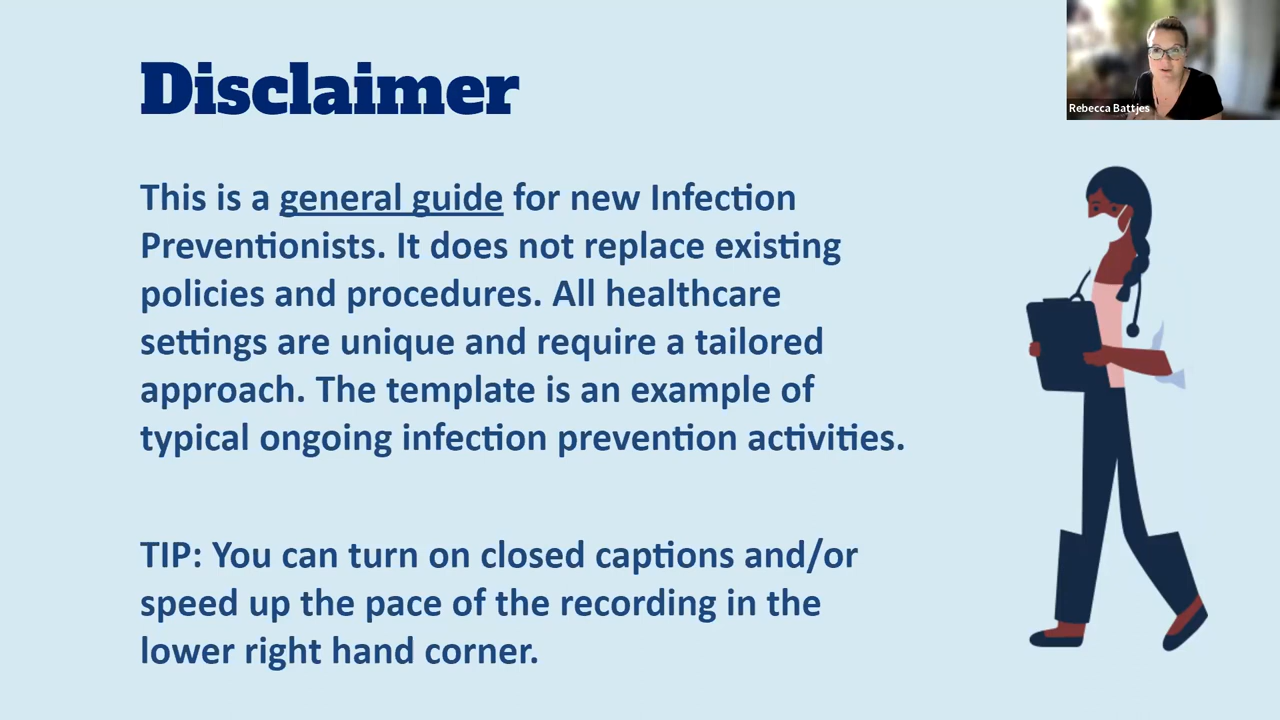 Disclaimer
Rebecca Battjes
This is a general guide for new Infection
Preventionists. It does not replace existing
policies and procedures. All healthcare
settings are unique and require a tailored
approach. The template is an example of
typical ongoing infection prevention activities.
TIP: You can turn on closed captions and/or
speed up the pace of the recording in the
lower right hand corner.